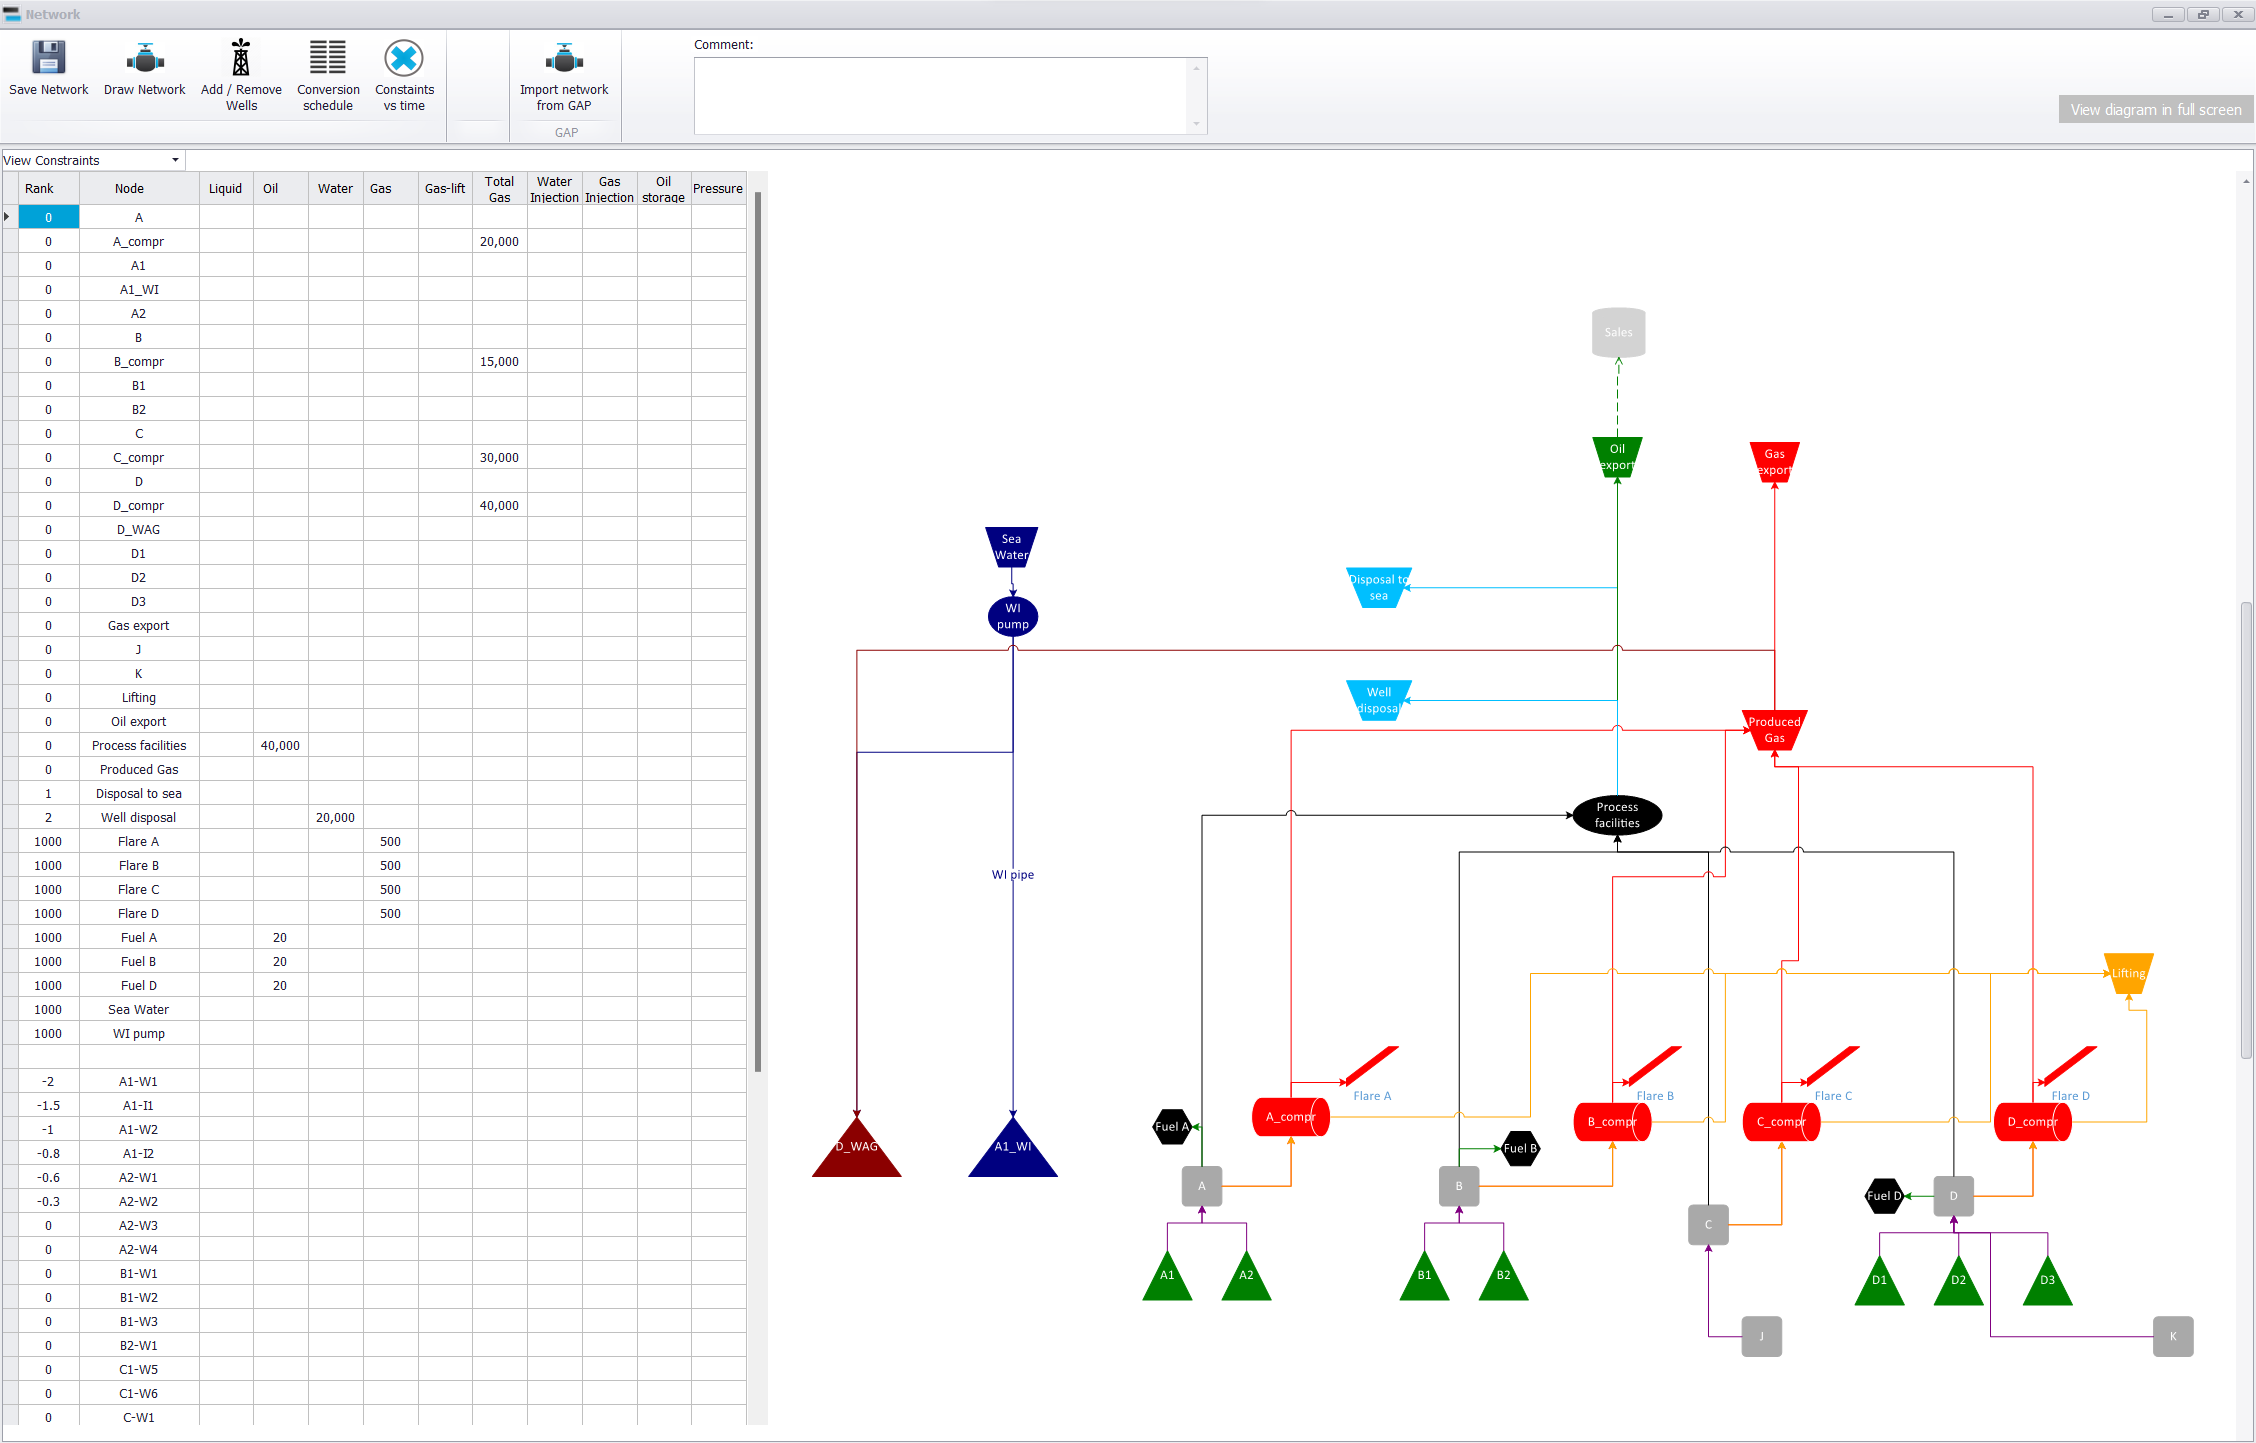 Network
Save Network
Draw Network
Add / Remove
Wells
Conversion
schedule
Constaints
vs time
Import network
from GAP
GAP
Comment:
View diagram in full screen
View Constraints
Rank Node Liquid Oil Water Gas Gas-lift Total Gas Water Injection Gas Injection Oil storage Pressure
0 A
0 A_compr 20,000
0 A1
0 A1_WI
0 A2
0 B
0 B_compr 15,000
0 B1
0 B2
0 C
0 C_compr 30,000
0 D
0 D_compr 40,000
0 D_WAG
0 D1
0 D2
0 D3
0 Gas export
0 J
0 K
0 Lifting
0 Oil export
0 Process facilities 40,000
0 Produced Gas
1 Disposal to sea
2 Well disposal 20,000
1000 Flare A 500
1000 Flare B 500
1000 Flare C 500
1000 Flare D 500
1000 Fuel A 20
1000 Fuel B 20
1000 Fuel D 20
1000 Sea Water
1000 WI pump
-2 A1-W1
-1.5 A1-I1
-1 A1-W2
-0.8 A1-I2
-0.6 A2-W1
-0.3 A2-W2
0 A2-W3
0 A2-W4
0 B1-W1
0 B1-W2
0 B1-W3
0 B2-W1
0 C1-W5
0 C1-W6
0 C-W1
Sales
Oil
export
Gas
export
Sea
Water
Disposal to
sea
WI
pump
Well
disposal
Produced
Gas
Process
facilities
WI pipe
Lifting
Flare A
Flare B
Flare C
Flare D
A_compr
B_compr
C_compr
D_compr
Fuel A
D_WAG
A1_WI
Fuel B
A
B
Fuel D
D
C
A1
A2
B1
B2
D1
D2
D3
J
K